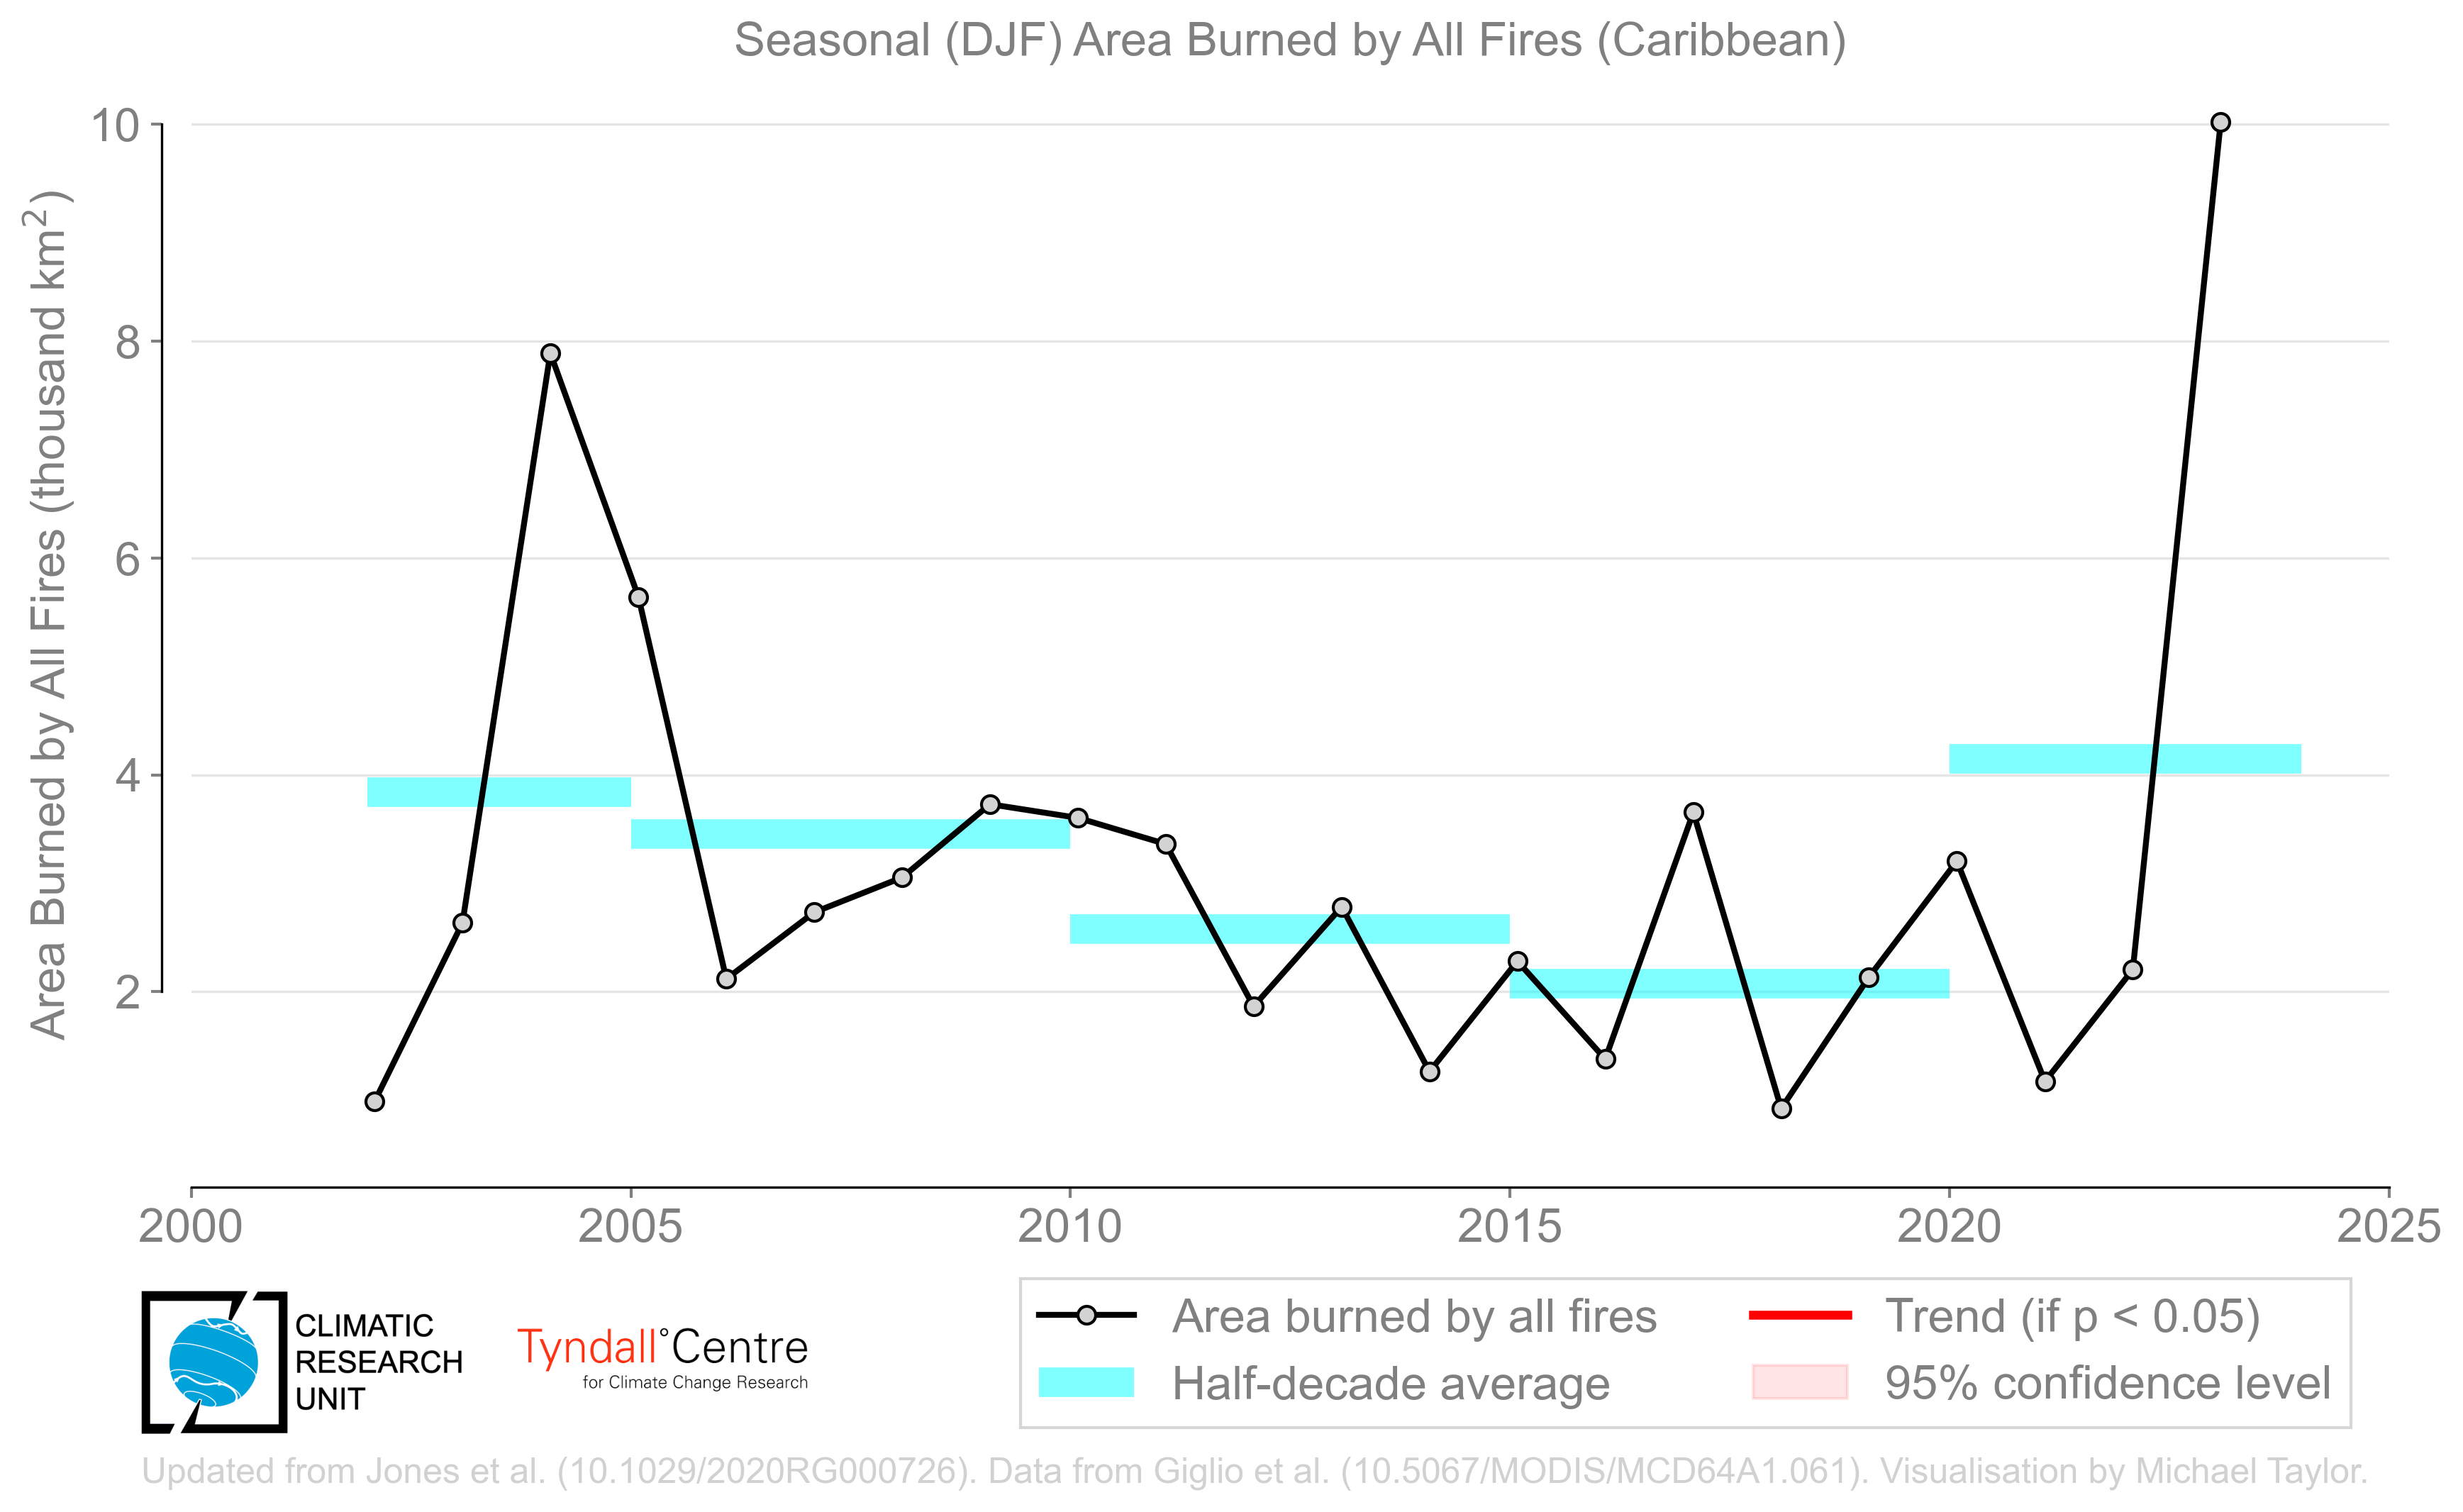 Seasonal (DJF) Area Burned by All Fires (Caribbean)
Area Burned by All Fires (thousand km²)
10
8
6
4
2
2000 2005 2010 2015 2020 2025
CLIMATIC
RESEARCH
UNIT
Tyndall°Centre
for Climate Change Research
Area burned by all fires
Half-decade average
Trend (if p < 0.05)
95% confidence level
Updated from Jones et al. (10.1029/2020RG000726). Data from Giglio et al. (10.5067/MODIS/MCD64A1.061). Visualisation by Michael Taylor.